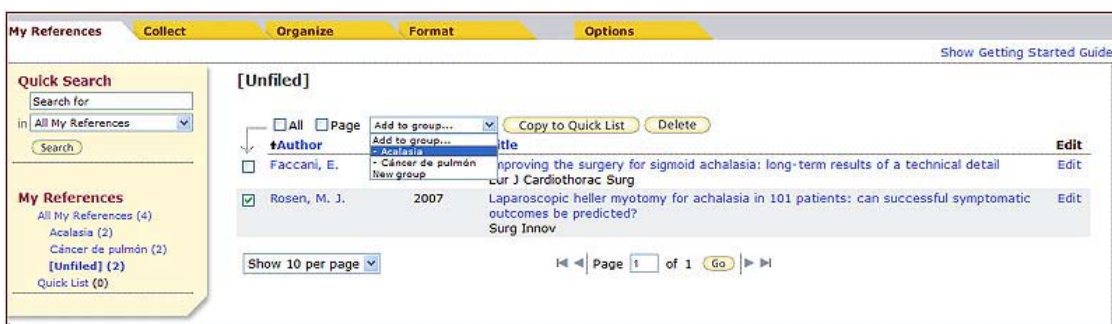 My References Collect Organize Format Options
Show Getting Started Guide
Quick Search
Search for
in All My References
Search
My References
All My References (4)
Acalasia (2)
Cáncer de pulmón (2)
[Unfiled] (2)
Quick List (0)
[Unfiled]
All Page Add to group... Copy to Quick List Delete
Add to group...
- Acalasia
- Cáncer de pulmón
New group
Author itle Edit
Faccani, E. mproving the surgery for sigmoid achalasia: long-term results of a technical detail Edit
Eur J Cardiothorac Surg
Rosen, M. J. 2007 Laparoscopic heller myotomy for achalasia in 101 patients: can successful symptomatic Edit
outcomes be predicted?
Surg Innov
Show 10 per page Page 1 of 1 Go